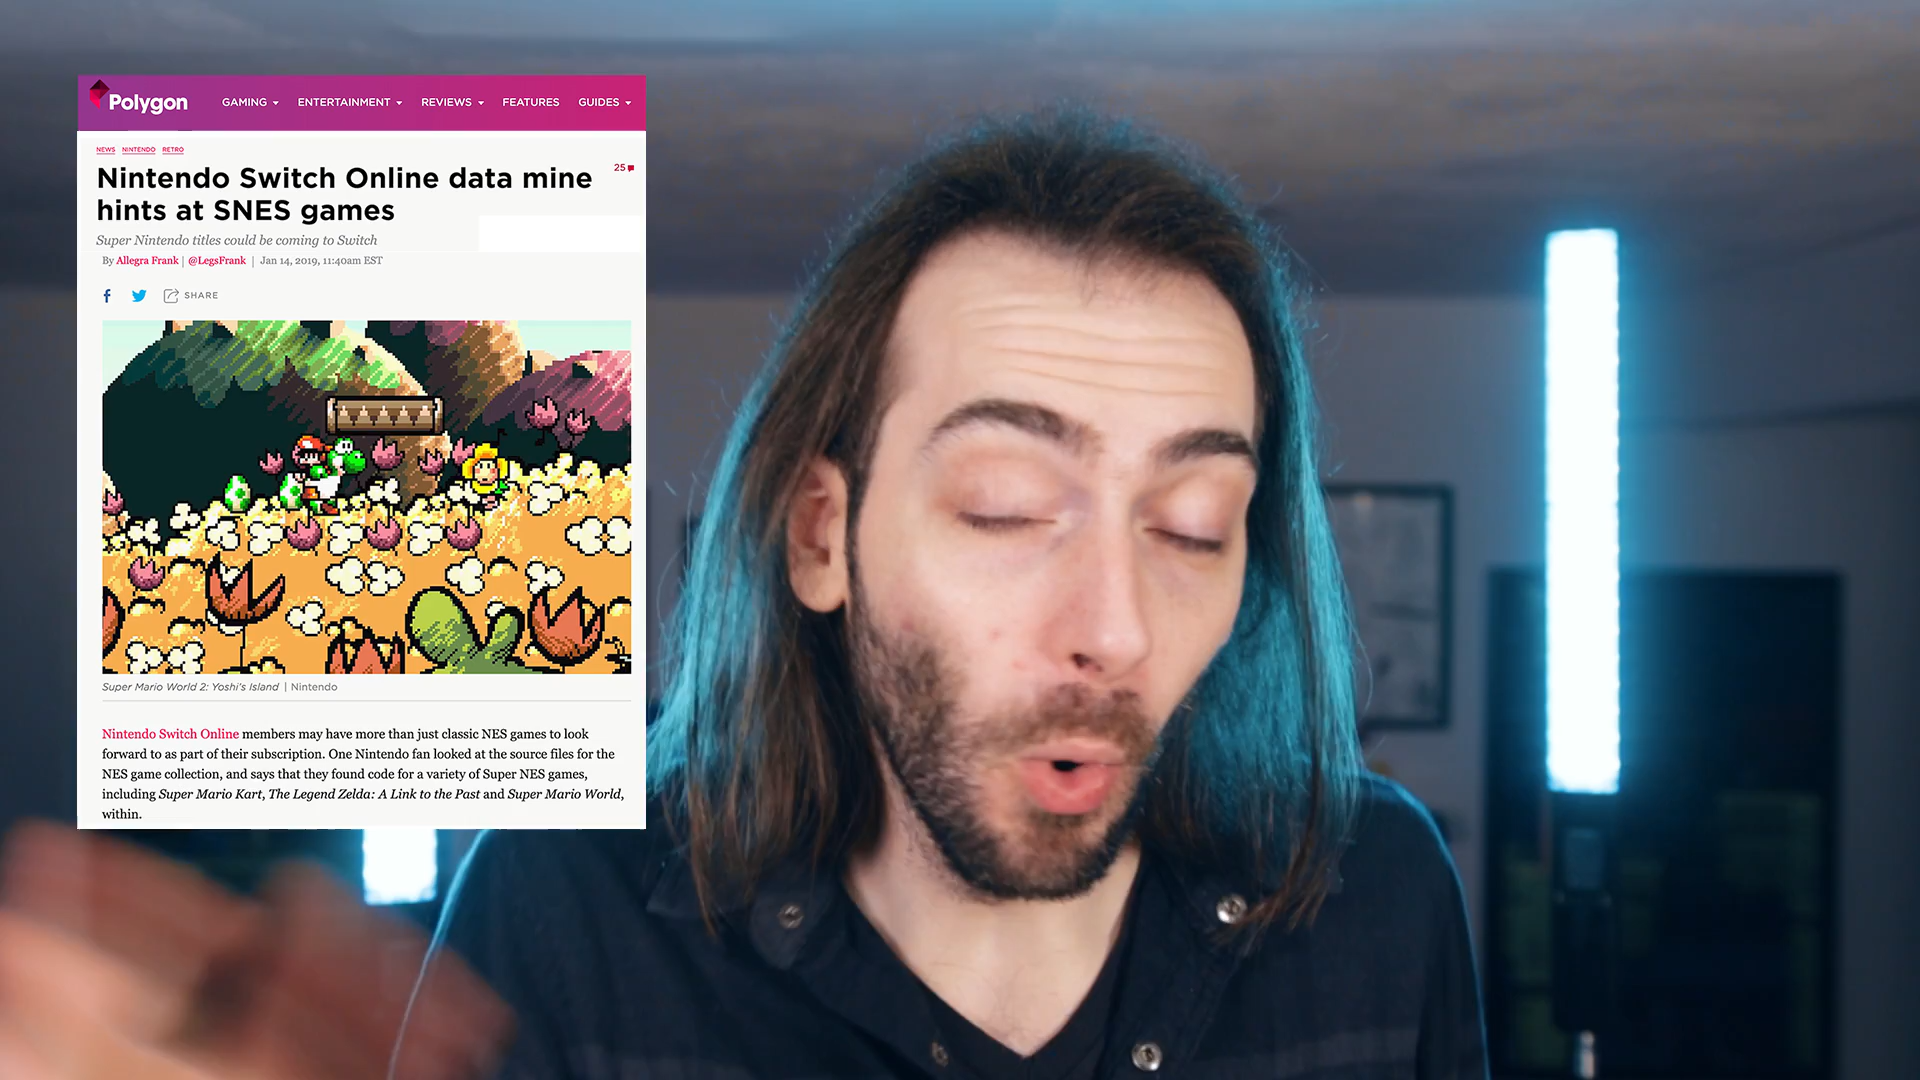 Polygon GAMING ENTERTAINMENT REVIEWS FEATURES GUIDES
NEWS NINTENDO RETRO
Nintendo Switch Online data mine
hints at SNES games
25
Super Nintendo titles could be coming to Switch
By Allegra Frank | @LegsFrank | Jan 14, 2019, 11:40am EST
SHARE
Super Mario World 2: Yoshi's Island | Nintendo
Nintendo Switch Online members may have more than just classic NES games to look
forward to as part of their subscription. One Nintendo fan looked at the source files for the
NES game collection, and says that they found code for a variety of Super NES games,
including Super Mario Kart, The Legend Zelda: A Link to the Past and Super Mario World,
within.